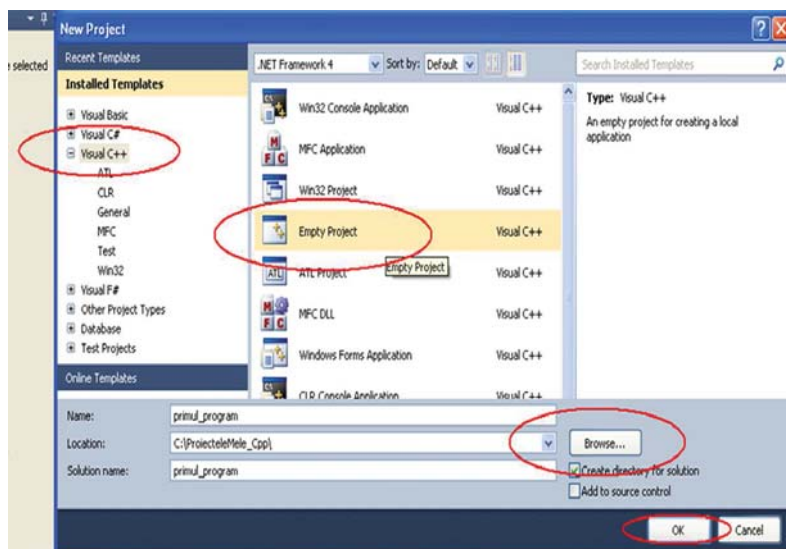 e selected
New Project
Recent Templates
Installed Templates
Visual Basic
Visual C#
Visual C++
ATL
CLR
General
MFC
Test
Win32
Visual F#
Other Project Types
Database
Test Projects
Online Templates
.NET Framework 4
Sort by: Default
Win32 Console Application Visual C++
MFC Application Visual C++
Win32 Project Visual C++
Empty Project Visual C++
Empty Project
ATL Project Visual C++
MFC DLL Visual C++
Windows Forms Application Visual C++
CLR Console Application Visual C++
Search Installed Templates
Type: Visual C++
An empty project for creating a local
application
Name: primul_program
Location: C:\ProiecteleMele_Cpp\
Browse...
Solution name: primul_program
Create directory for solution
Add to source control
OK
Cancel